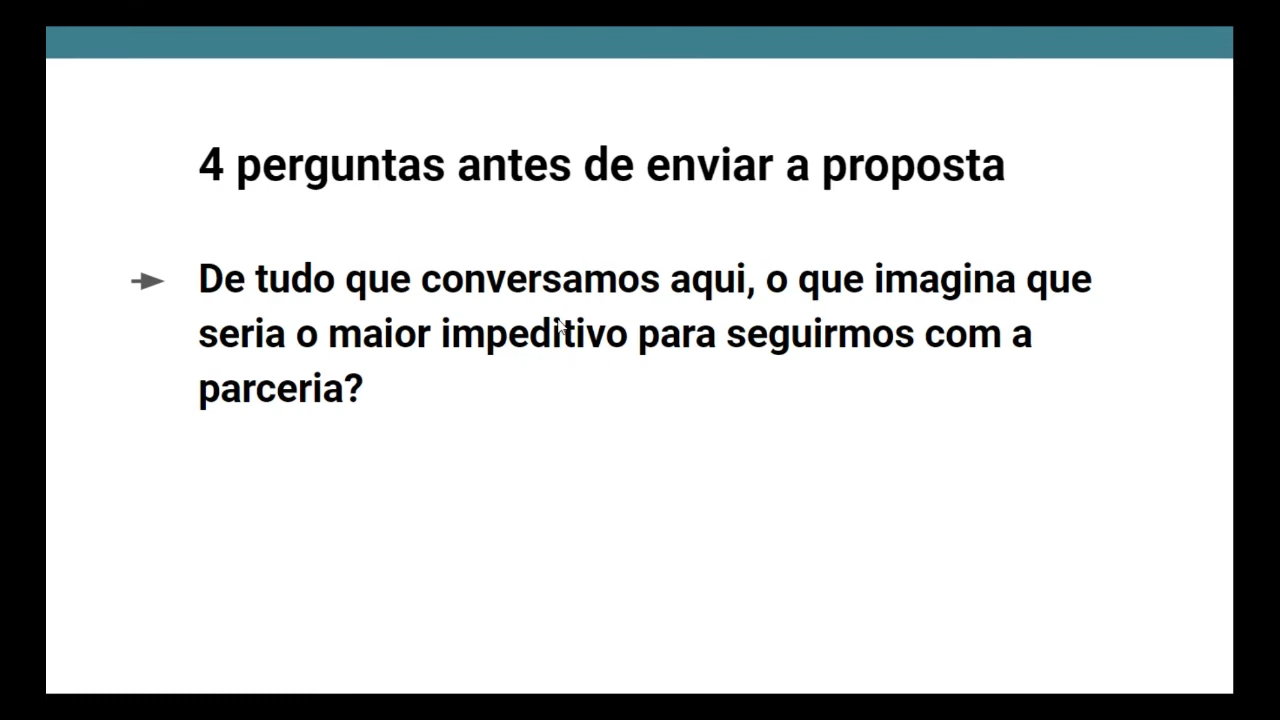 4 perguntas antes de enviar a proposta
De tudo que conversamos aqui, o que imagina que
seria o maior impeditivo para seguirmos com a
parceria?